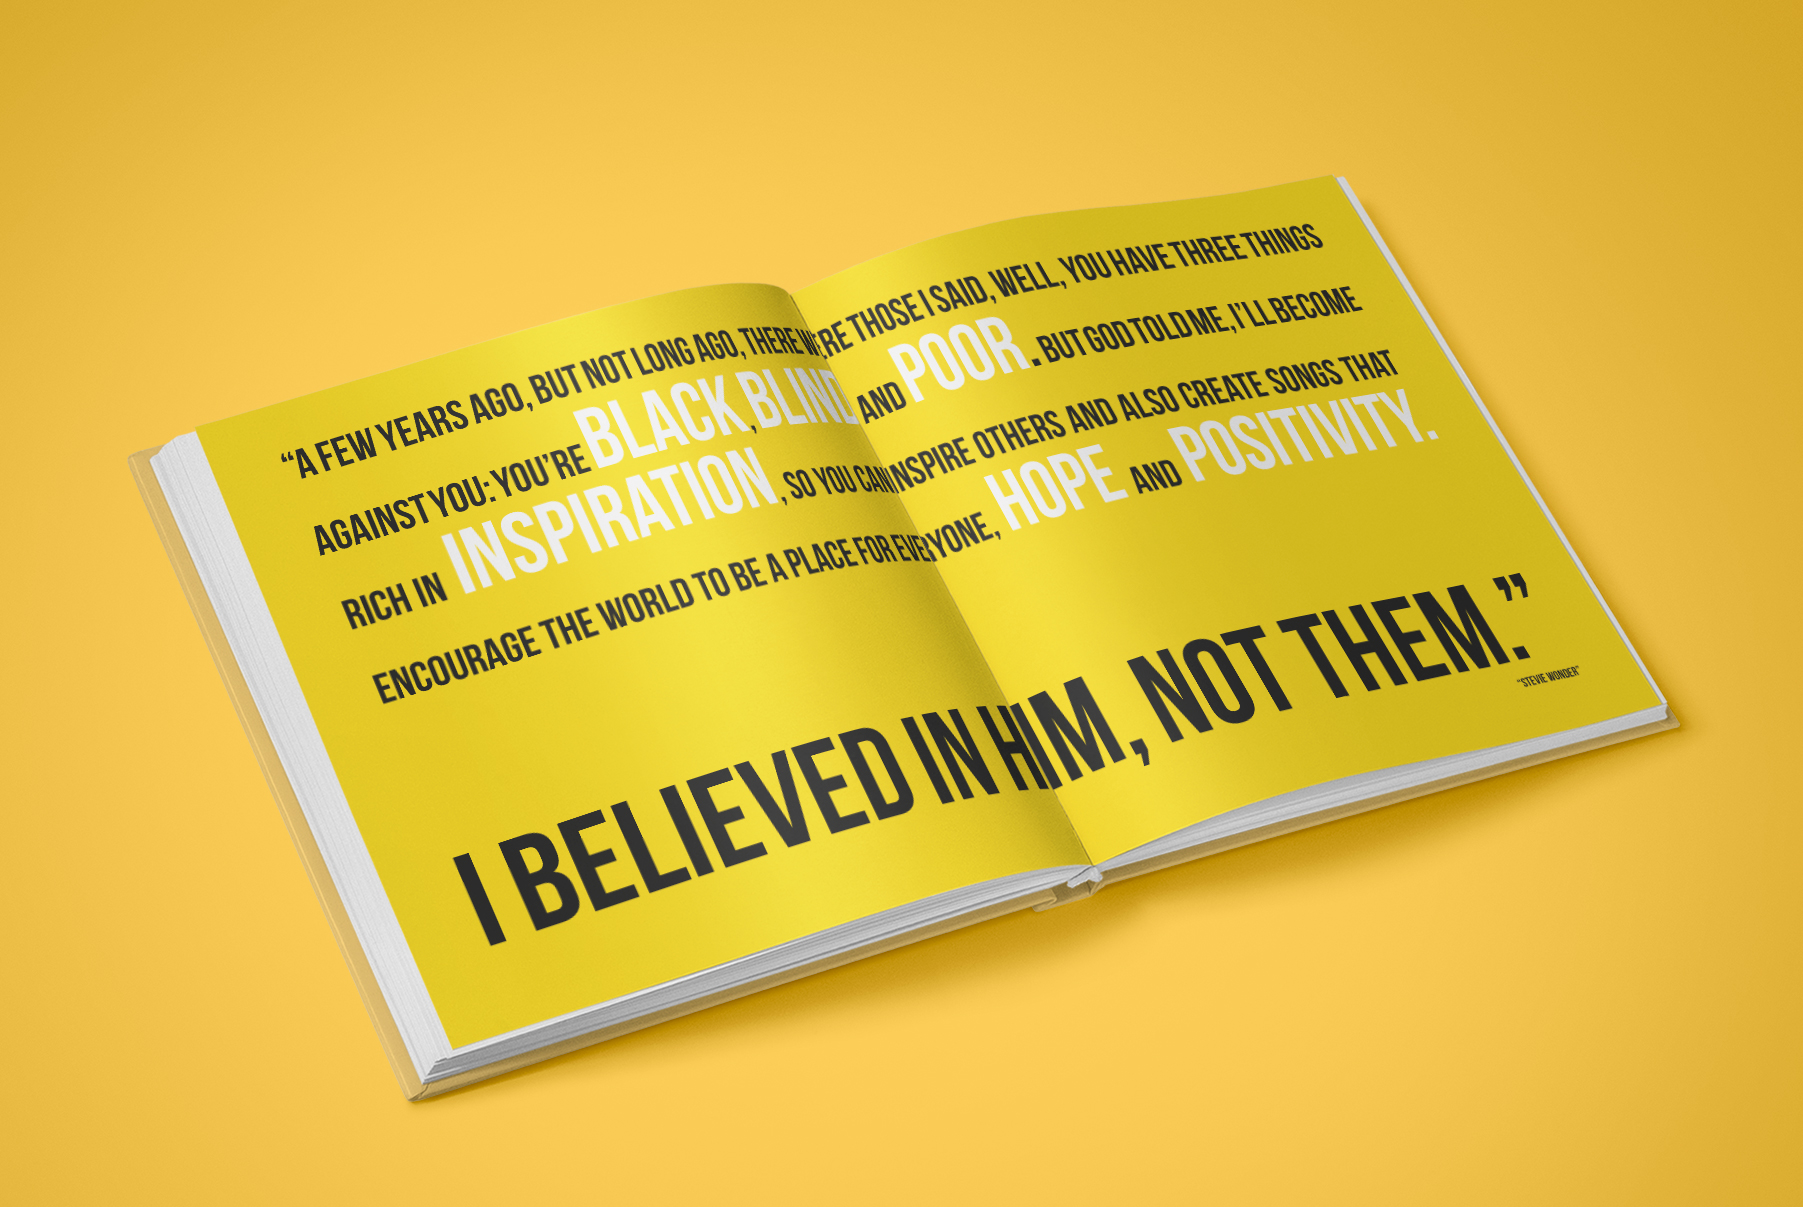 “A FEW YEARS AGO, BUT NOT LONG AGO, THERE WERE THOSE I SAID, WELL, YOU HAVE THREE THINGS
AGAINST YOU: YOU’RE BLACK, BLIND AND POOR. BUT GOD TOLD ME, I’LL BECOME
RICH IN INSPIRATION, SO YOU CAN INSPIRE OTHERS AND ALSO CREATE SONGS THAT
ENCOURAGE THE WORLD TO BE A PLACE FOR EVERYONE, HOPE AND POSITIVITY.
I BELIEVED IN HIM, NOT THEM.”
“STEVIE WONDER”